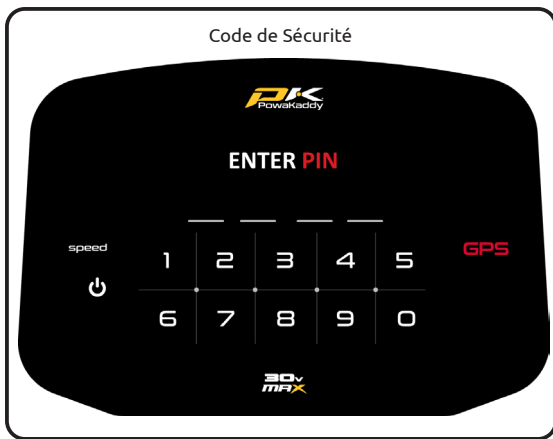 Code de Sécurité
PK
PowaKaddy
ENTER PIN
speed
GPS
1 2 3 4 5
6 7 8 9 0
30v
MAX